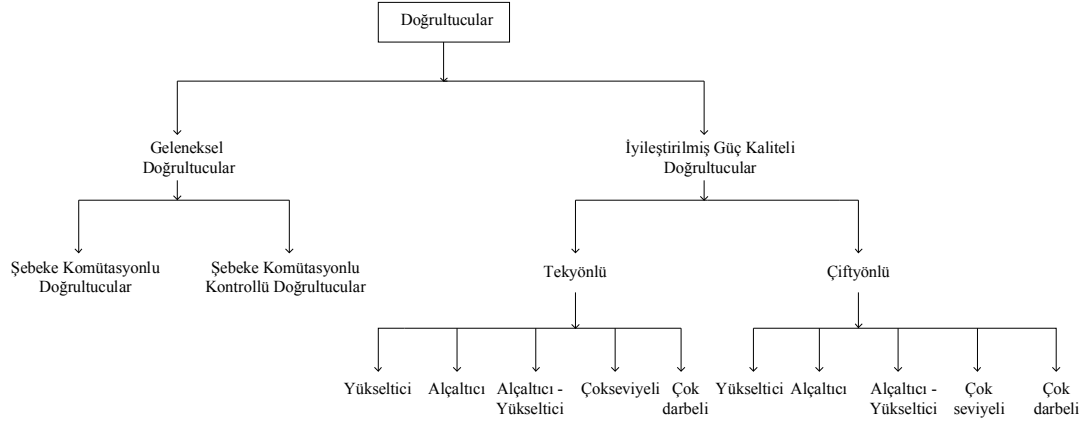 Doğrultucular
Geleneksel
Doğrultucular
İyileştirilmiş Güç Kaliteli
Doğrultucular
Şebeke Komütasyonlu
Doğrultucular
Şebeke Komütasyonlu
Kontrollü Doğrultucular
Tekyönlü
Çiftyönlü
Yükseltici
Alçaltıcı
Alçaltıcı -
Yükseltici
Çokseviyeli
Çok
darbeli
Yükseltici
Alçaltıcı
Alçaltıcı -
Yükseltici
Çok
seviyeli
Çok
darbeli